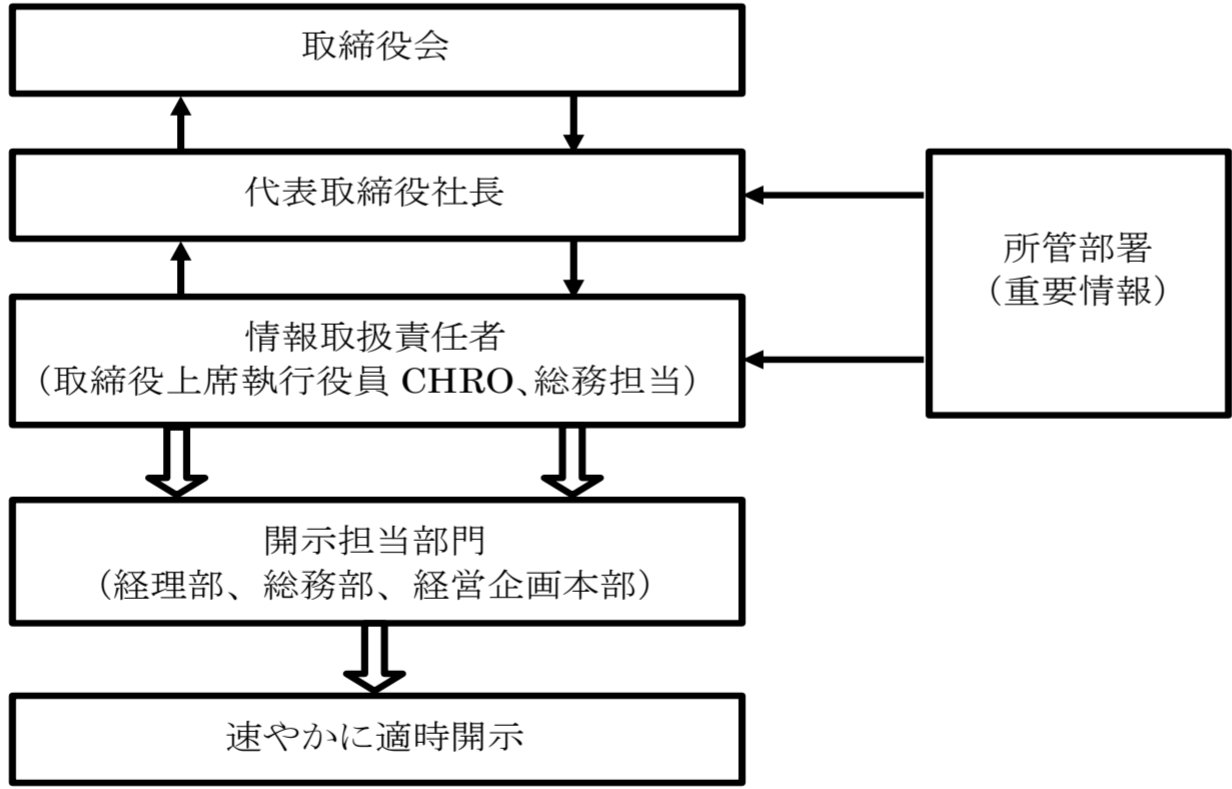 取締役会
代表取締役社長
所管部署
（重要情報）
情報取扱責任者
（取締役上席執行役員 CHRO、総務担当）
開示担当部門
（経理部、総務部、経営企画本部）
速やかに適時開示